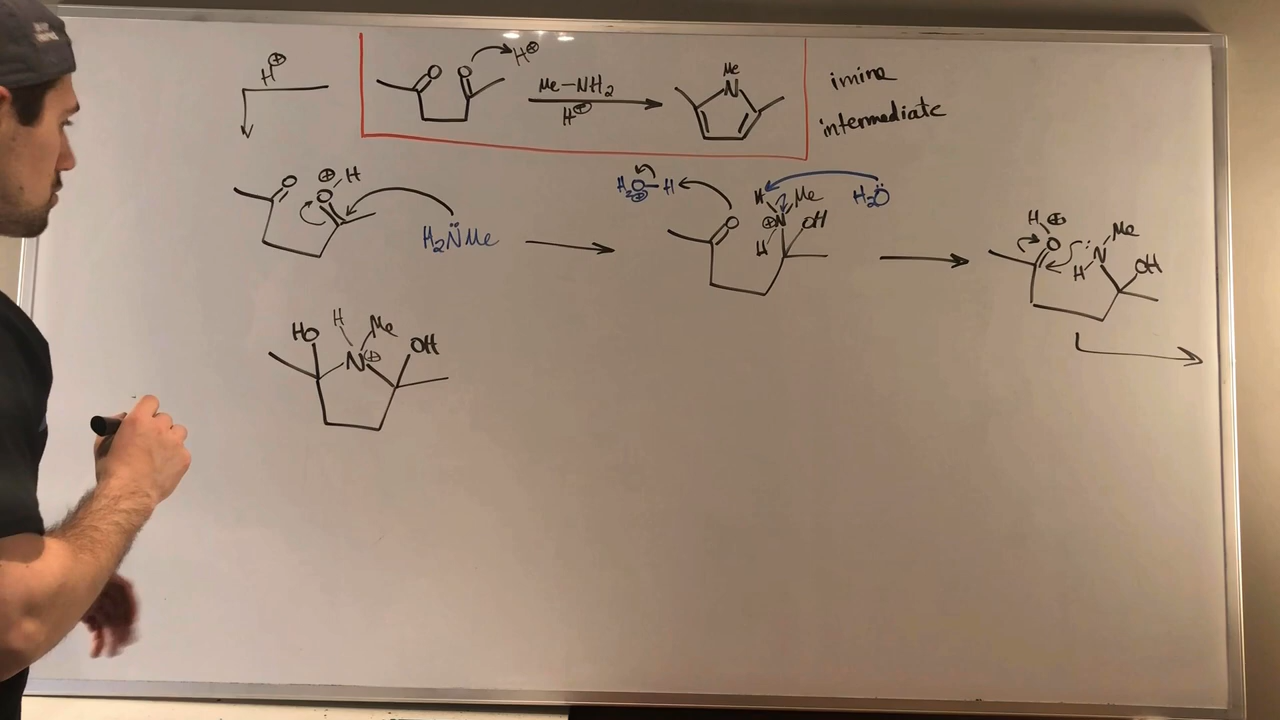 H⊕
O O H⊕
Me–NH2
H⊕
Me
N
imine
intermediate
O ⊕ H
O
H2N̈Me
H2O–H
⊕
O
H Me
⊕N OH
H
H2Ö
H ⊕
O Me
H N̈ OH
HO H Me
N⊕ OH